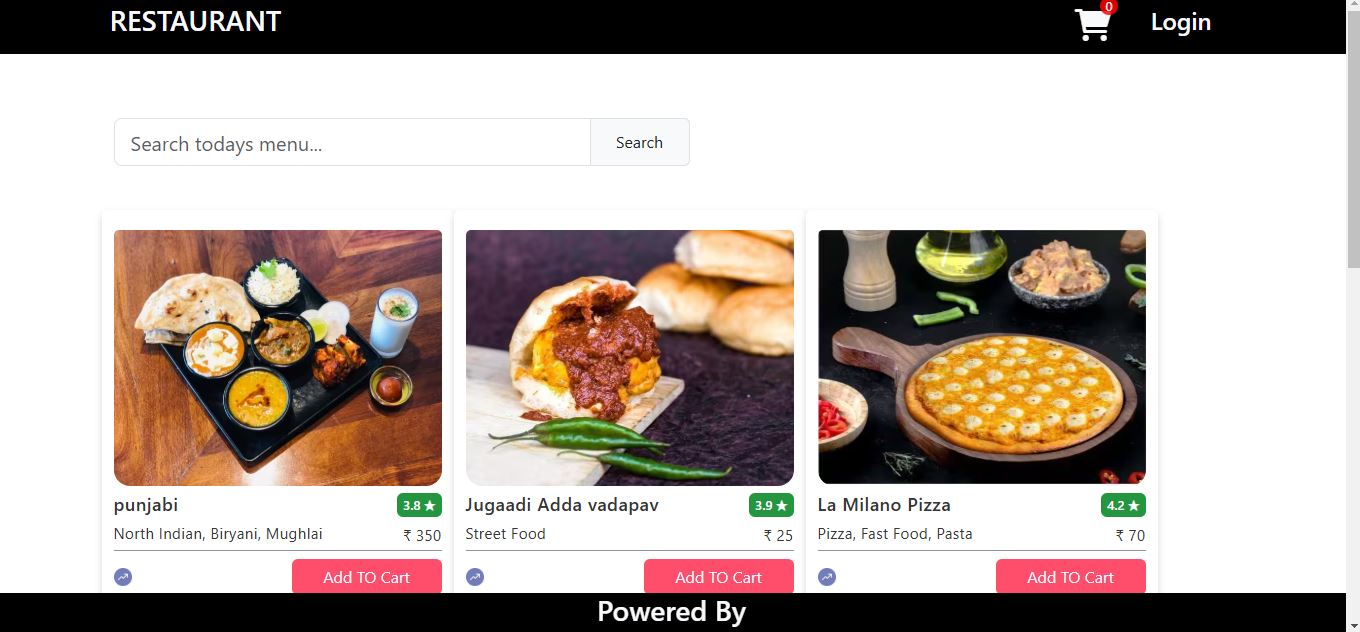 RESTAURANT
0
Login
Search todays menu...
Search
punjabi
3.8 ★
North Indian, Biryani, Mughlai
₹ 350
Add TO Cart
Jugaadi Adda vadapav
3.9 ★
Street Food
₹ 25
Add TO Cart
La Milano Pizza
4.2 ★
Pizza, Fast Food, Pasta
₹ 70
Add TO Cart
Powered By